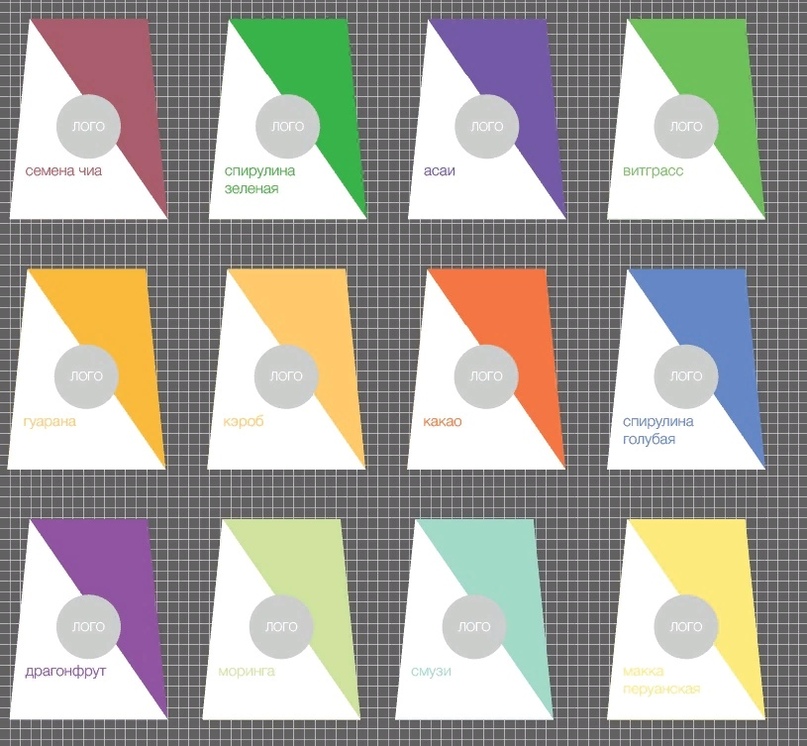 ЛОГО
семена чиа
ЛОГО
спирулина
зеленая
ЛОГО
асаи
ЛОГО
витграсс
ЛОГО
гуарана
ЛОГО
кэроб
ЛОГО
какао
ЛОГО
спирулина
голубая
ЛОГО
драгонфрут
ЛОГО
моринга
ЛОГО
смузи
ЛОГО
макка
перуанская